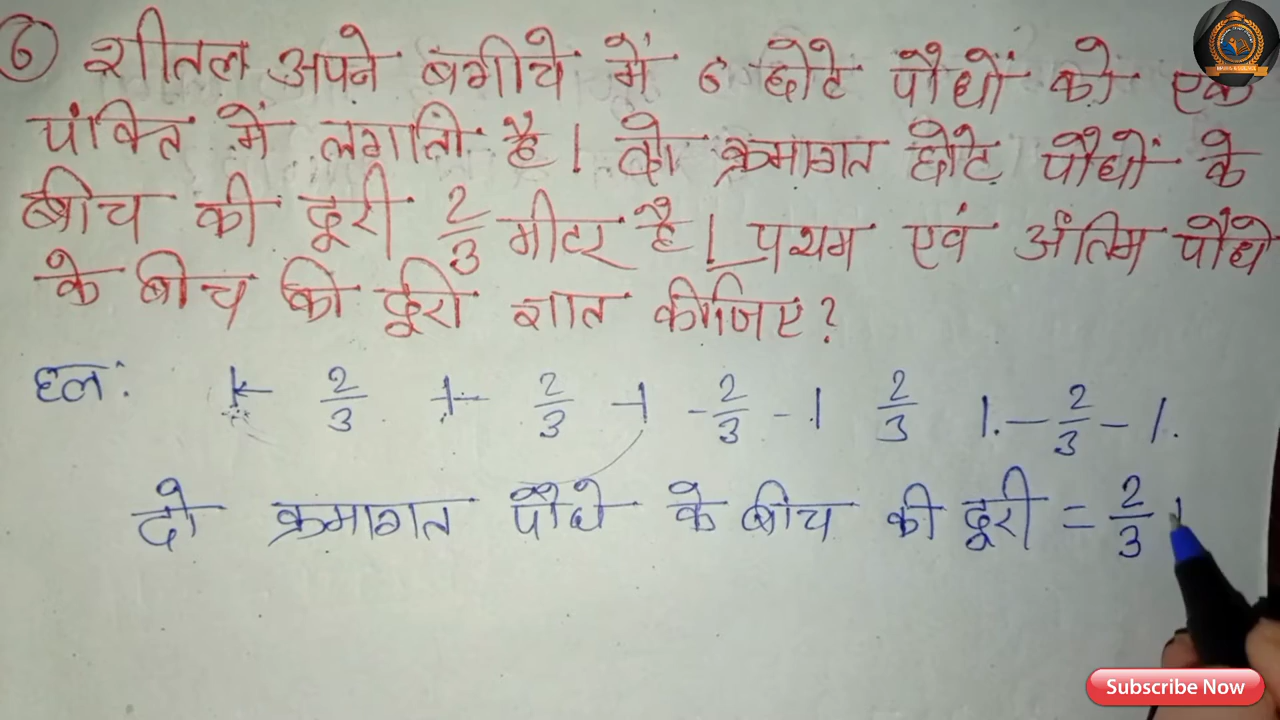 ⑥ शीतल अपने बगीचे में 6 छोटे पौधों को एक
पंक्ति में लगाती है। दो क्रमागत छोटे पौधों के
बीच की दूरी 2/3 मीटर है। प्रथम एवं अंतिम पौधे
के बीच की दूरी ज्ञात कीजिए?
हल: |← 2/3 |- 2/3 -| - 2/3 - | 2/3 |.- 2/3 - |.
दो क्रमागत पौधे के बीच की दूरी = 2/3
Subscribe Now